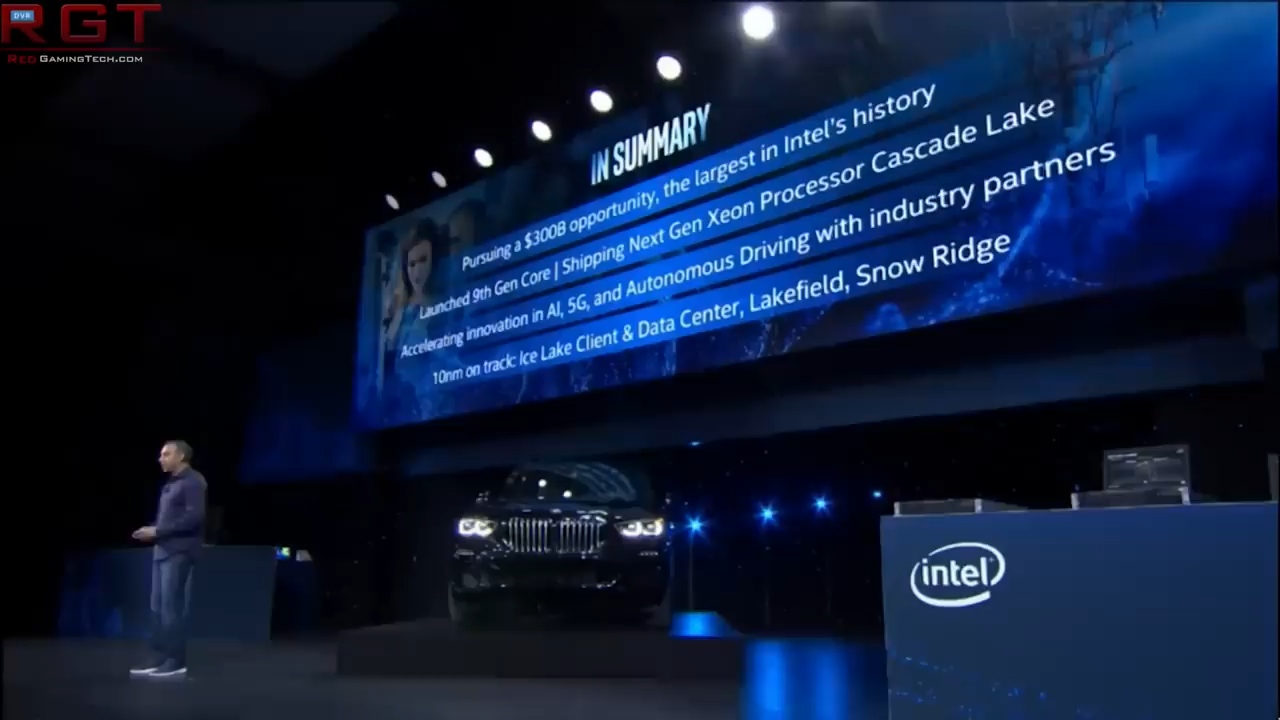 DVR
RGT
REDGAMINGTECH.COM
IN SUMMARY
Pursuing a $300B opportunity, the largest in Intel's history
Launched 9th Gen Core | Shipping Next Gen Xeon Processor Cascade Lake
Accelerating innovation in AI, 5G, and Autonomous Driving with industry partners
10nm on track: Ice Lake Client & Data Center, Lakefield, Snow Ridge
intel